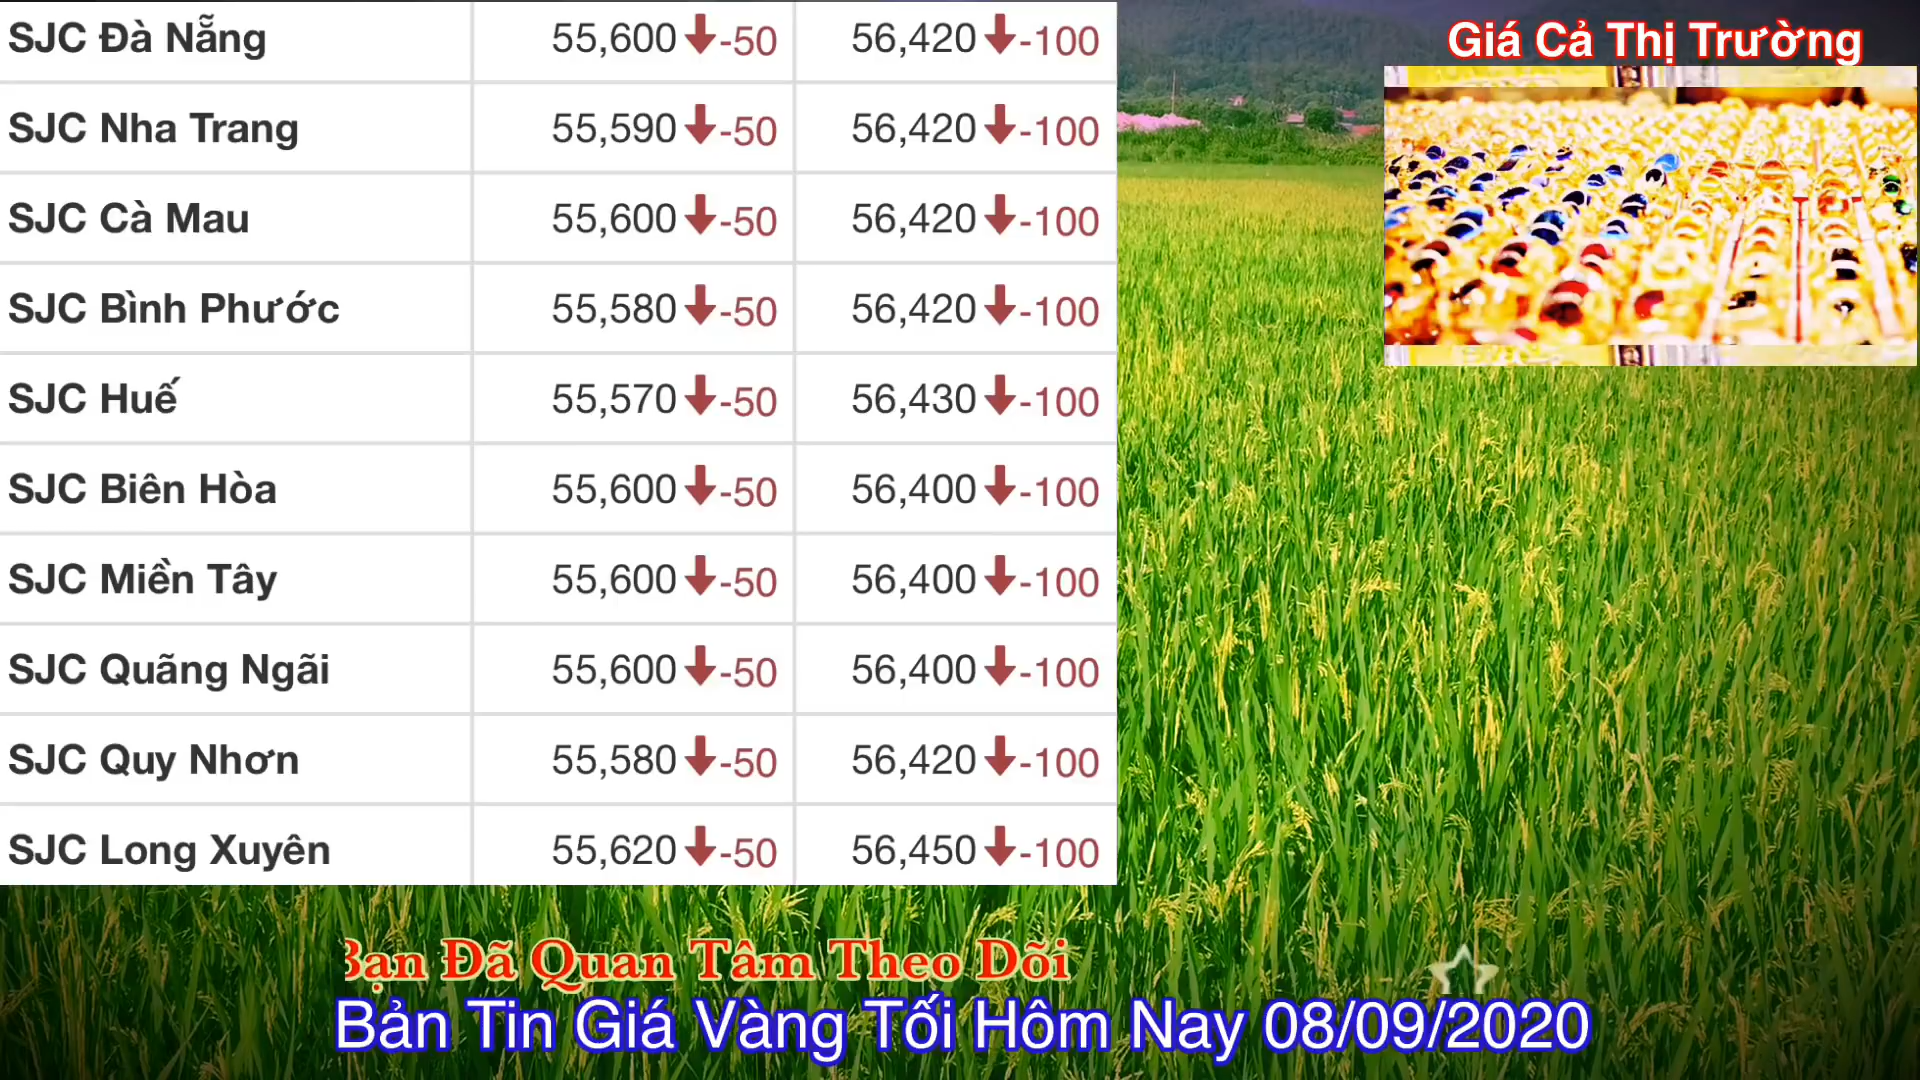 SJC Đà Nẵng 55,600 -50 56,420 -100
SJC Nha Trang 55,590 -50 56,420 -100
SJC Cà Mau 55,600 -50 56,420 -100
SJC Bình Phước 55,580 -50 56,420 -100
SJC Huế 55,570 -50 56,430 -100
SJC Biên Hòa 55,600 -50 56,400 -100
SJC Miền Tây 55,600 -50 56,400 -100
SJC Quãng Ngãi 55,600 -50 56,400 -100
SJC Quy Nhơn 55,580 -50 56,420 -100
SJC Long Xuyên 55,620 -50 56,450 -100
Giá Cả Thị Trường
Bạn Đã Quan Tâm Theo Dõi
Bản Tin Giá Vàng Tối Hôm Nay 08/09/2020